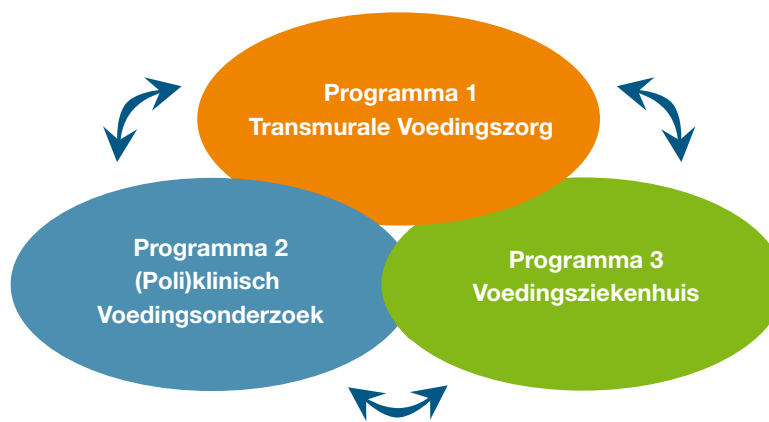 Programma 1
Transmurale Voedingszorg
Programma 2
(Poli)klinisch
Voedingsonderzoek
Programma 3
Voedingsziekenhuis